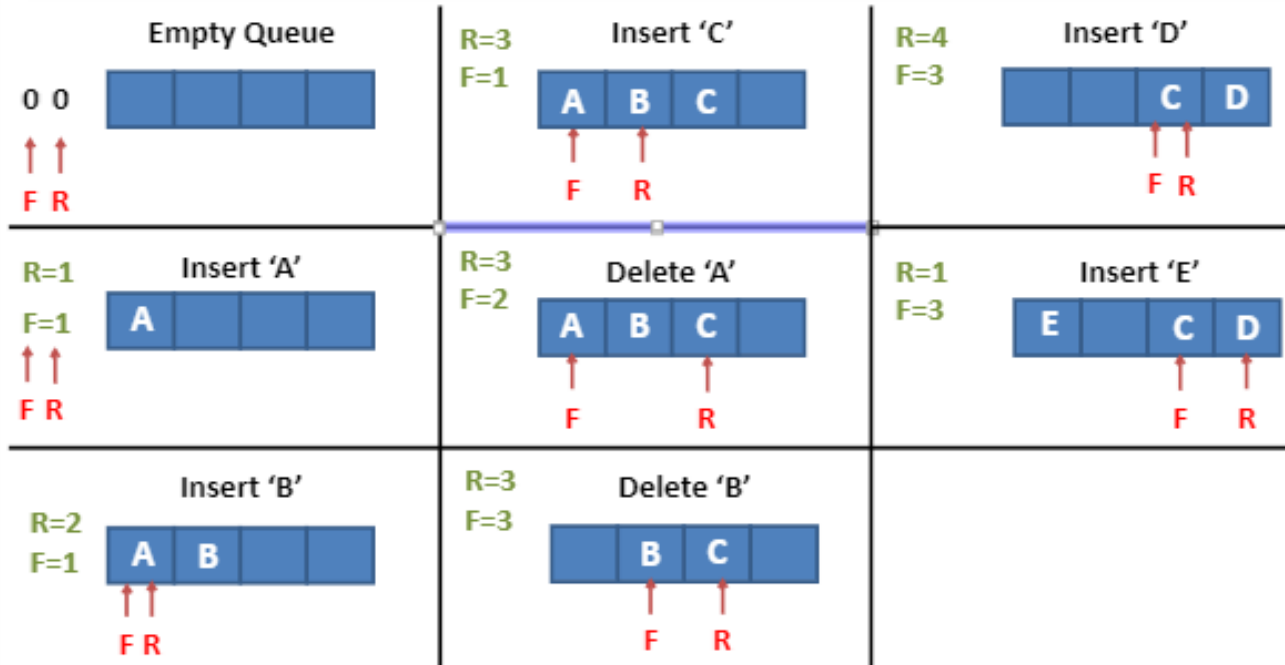 Empty Queue
0 0
F R
R=1
F=1
Insert ‘A’
A
F R
Insert ‘B’
R=2
F=1
A B
F R
R=3
F=1
Insert ‘C’
A B C
F R
R=3
F=2
Delete ‘A’
A B C
F R
R=3
F=3
Delete ‘B’
B C
F R
R=4
F=3
Insert ‘D’
C D
F R
R=1
F=3
Insert ‘E’
E C D
F R